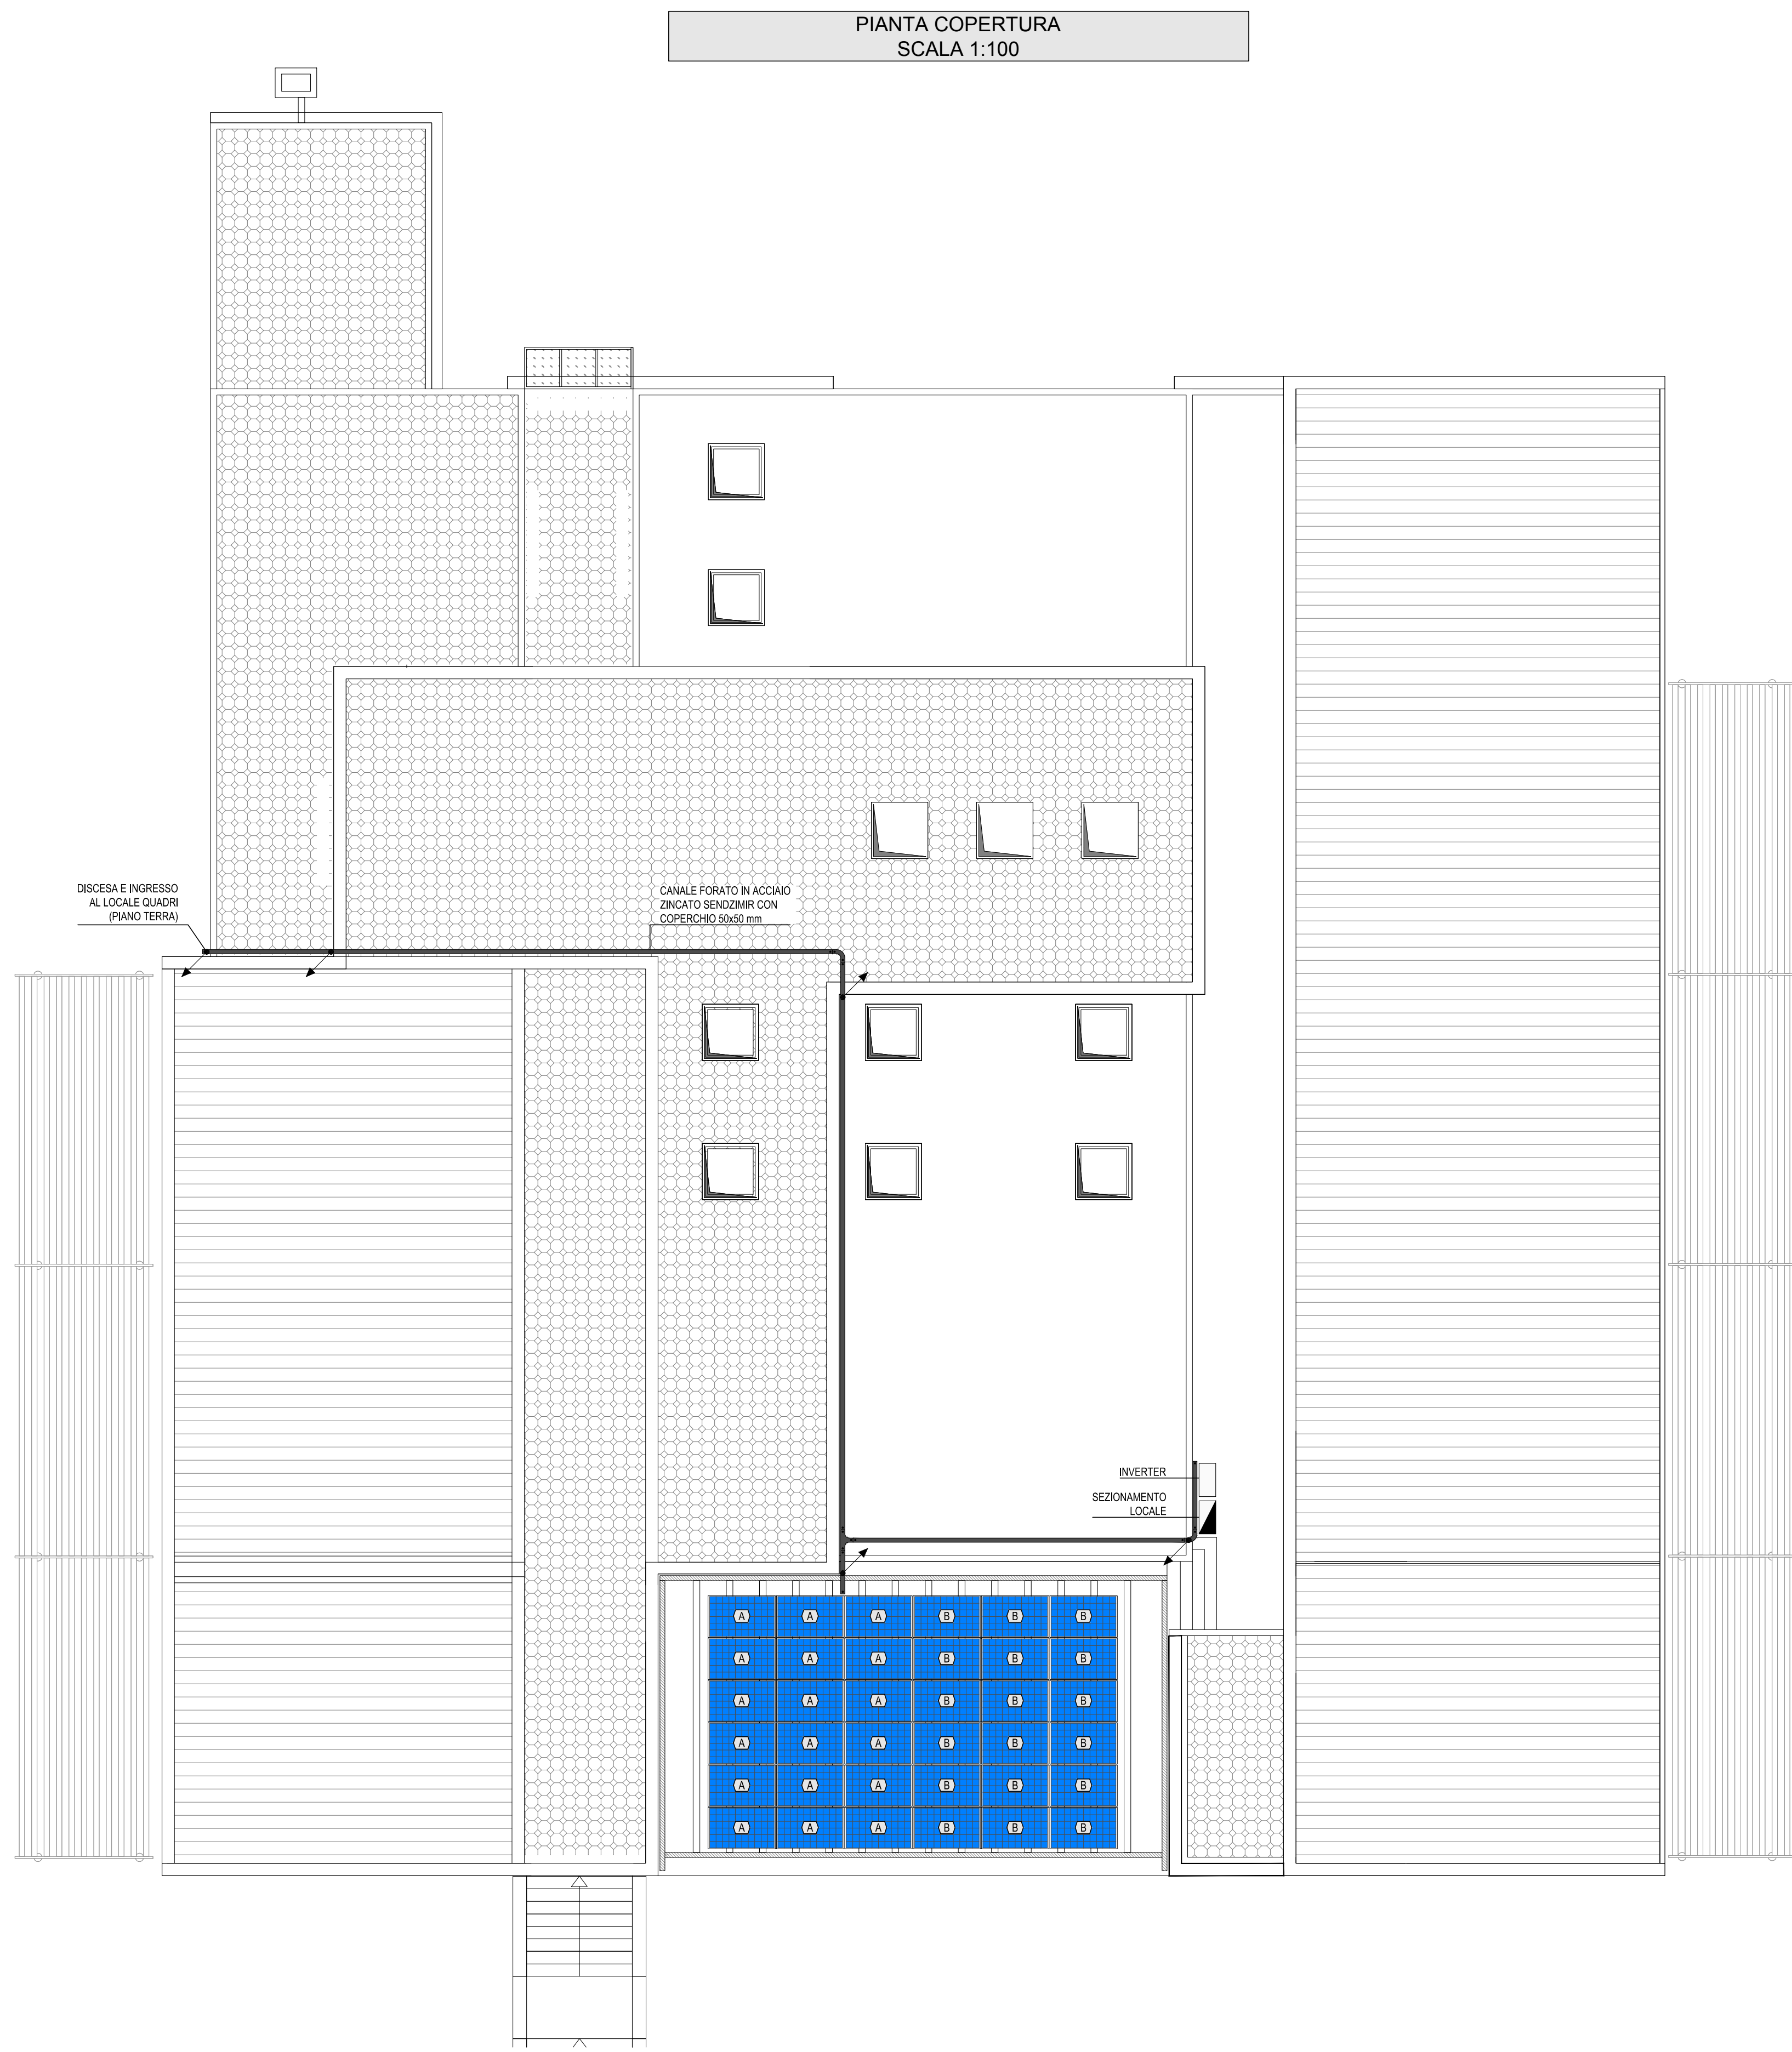 PIANTA COPERTURA
SCALA 1:100
DISCESA E INGRESSO
AL LOCALE QUADRI
(PIANO TERRA)
CANALE FORATO IN ACCIAIO
ZINCATO SENDZIMIR CON
COPERCHIO 50x50 mm
INVERTER
SEZIONAMENTO
LOCALE
A A A B B B
A A A B B B
A A A B B B
A A A B B B
A A A B B B
A A A B B B